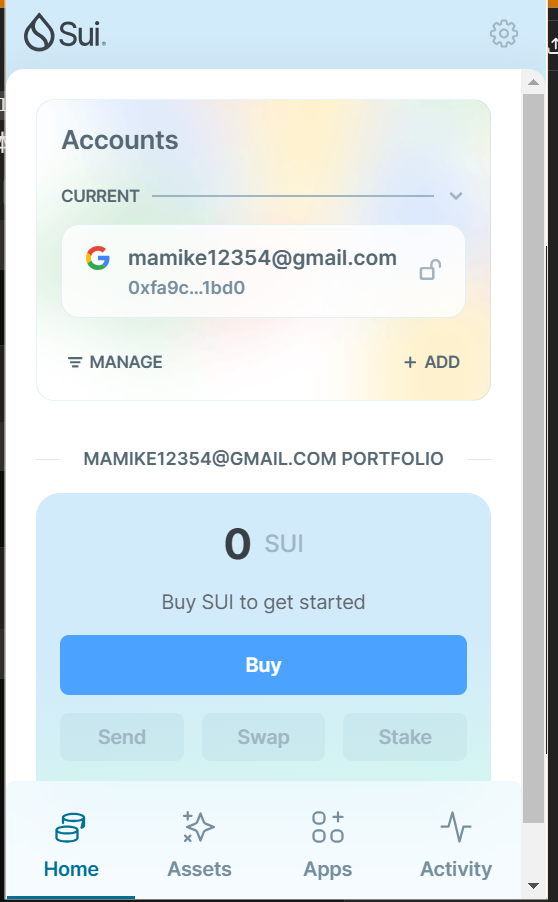 Sui
Accounts
CURRENT
mamike12354@gmail.com
0xfa9c...1bd0
MANAGE
+ ADD
MAMIKE12354@GMAIL.COM PORTFOLIO
0 SUI
Buy SUI to get started
Buy
Send Swap Stake
Home Assets Apps Activity